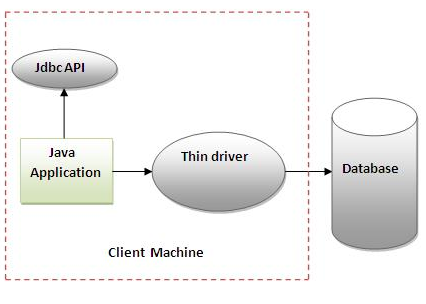 Jdbc API
Java
Application
Thin driver
Database
Client Machine